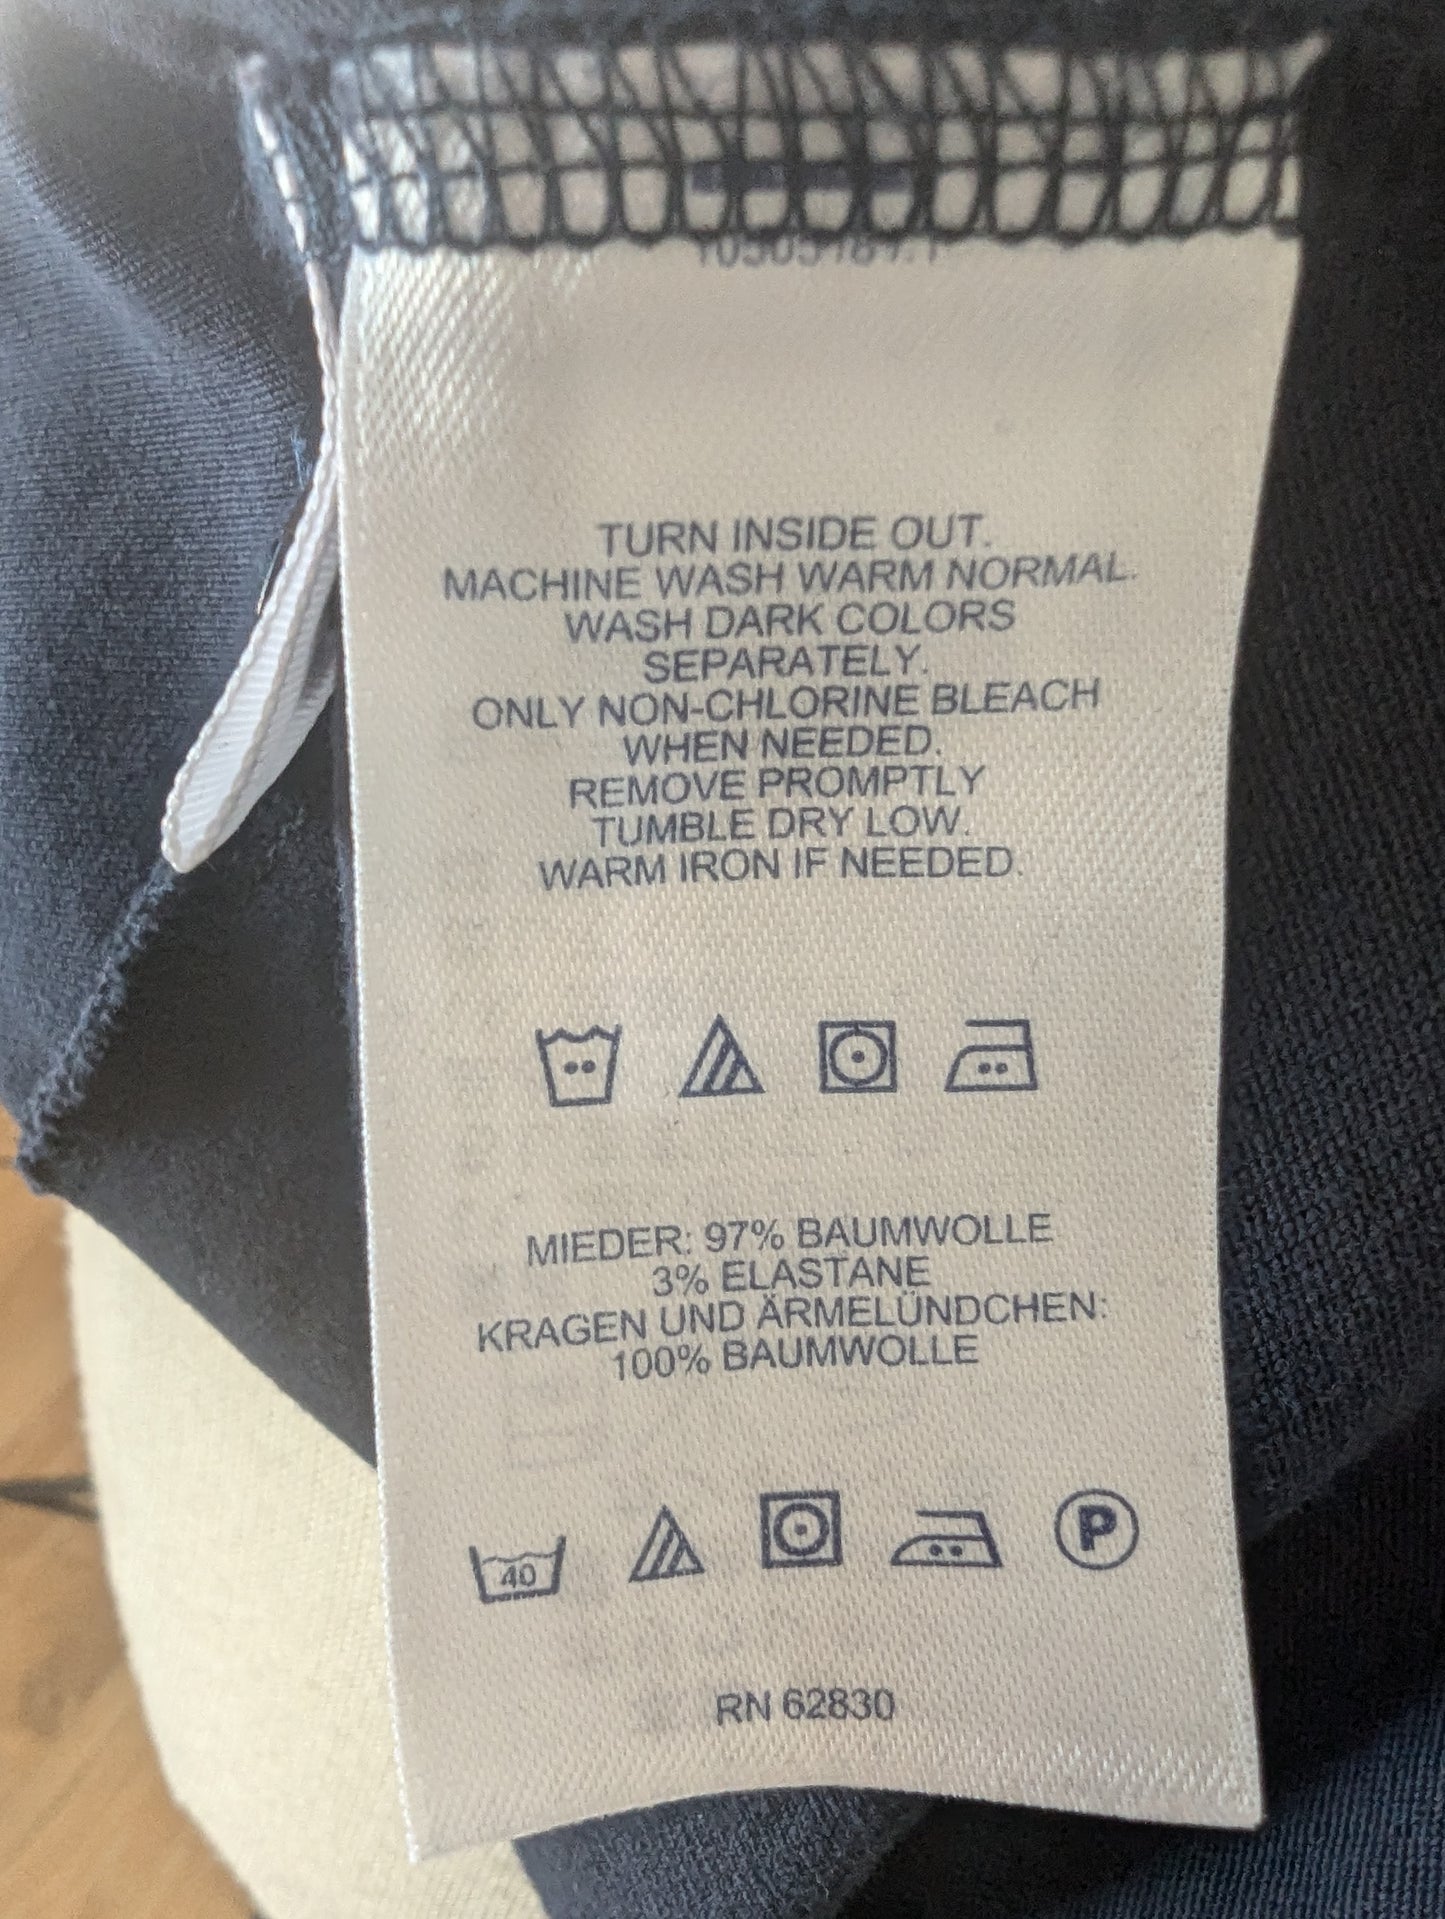 TURN INSIDE OUT.
MACHINE WASH WARM NORMAL.
WASH DARK COLORS
SEPARATELY.
ONLY NON-CHLORINE BLEACH
WHEN NEEDED.
REMOVE PROMPTLY
TUMBLE DRY LOW.
WARM IRON IF NEEDED.
MIEDER: 97% BAUMWOLLE
3% ELASTANE
KRAGEN UND ÄRMELÜNDCHEN:
100% BAUMWOLLE
40 P
RN 62830